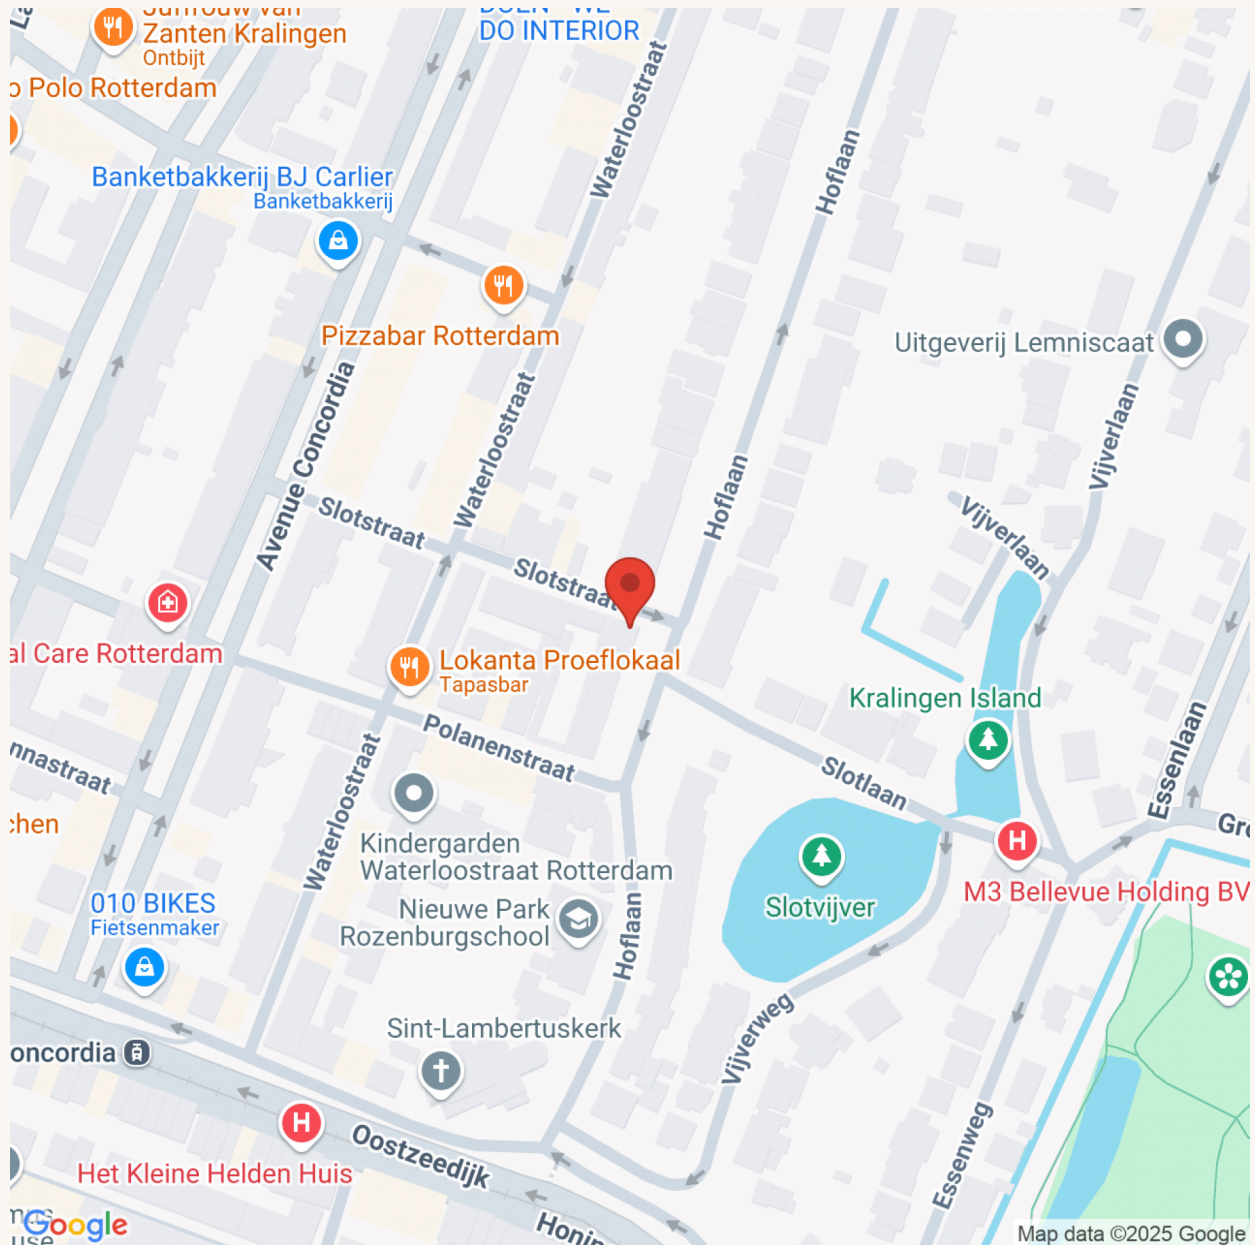 Zanten Kralingen
Ontbijt
DO INTERIOR
o Polo Rotterdam
Waterloostraat
Hoflaan
Banketbakkerij BJ Carlier
Banketbakkerij
Pizzabar Rotterdam
Uitgeverij Lemniscaat
Avenue Concordia
Waterloostraat
Vijverlaan
Hoflaan
Slotstraat
Vijverlaan
Slotstraat
al Care Rotterdam
Lokanta Proeflokaal
Tapasbar
Kralingen Island
Polanenstraat
nnastraat
Slotlaan
Essenlaan
chen
Waterloostraat
Kindergarden
Waterloostraat Rotterdam
Gro
M3 Bellevue Holding BV
010 BIKES
Fietsenmaker
Nieuwe Park
Rozenburgschool
Slotvijver
Hoflaan
Sint-Lambertuskerk
oncordia
Vijverweg
Oostzeedijk
Essenweg
Het Kleine Helden Huis
Honin
Google
Map data ©2025 Google